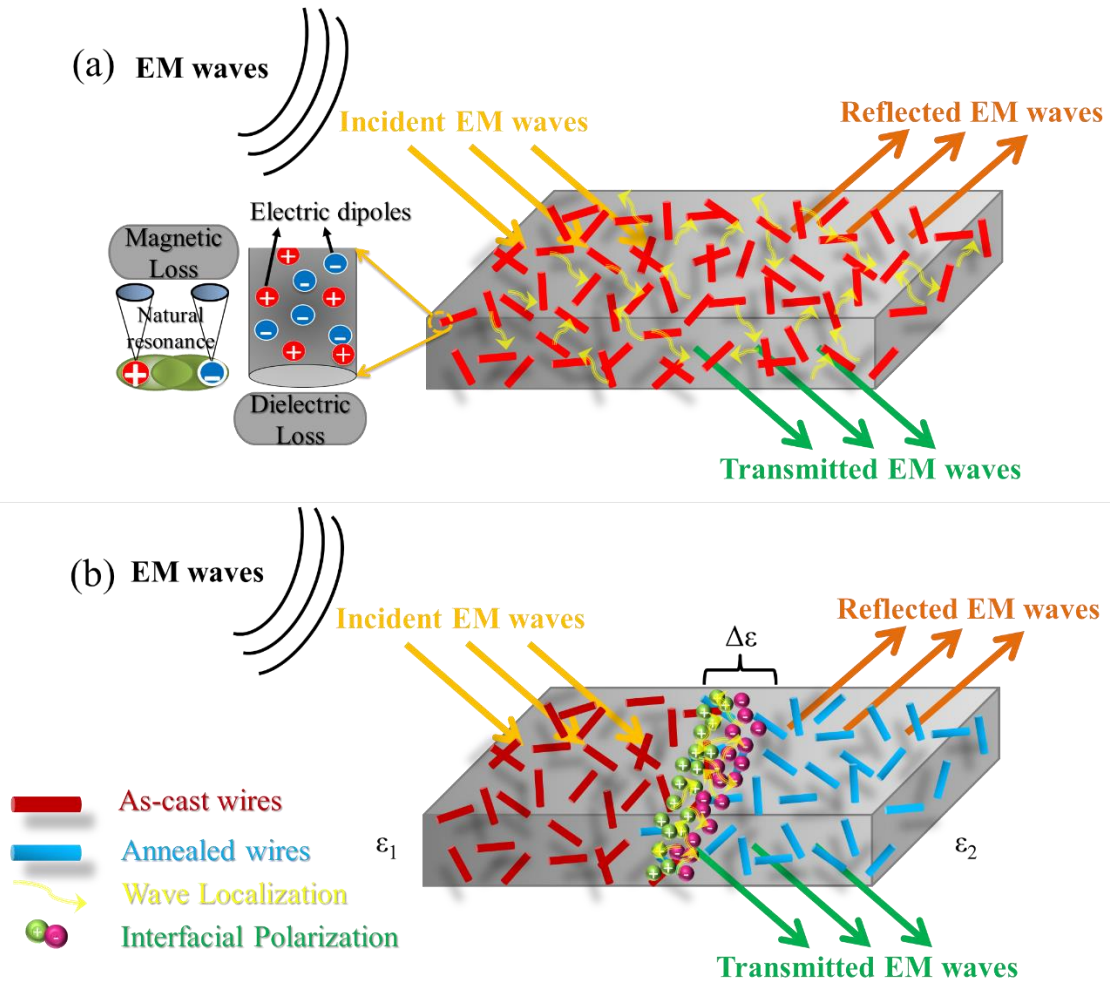 (a) EM waves
Incident EM waves
Reflected EM waves
Electric dipoles
Magnetic
Loss
Natural
resonance
+
−
Dielectric
Loss
Transmitted EM waves
(b) EM waves
Incident EM waves
Reflected EM waves
Δε
As-cast wires
ε1
Annealed wires
ε2
Wave Localization
+ - Interfacial Polarization
Transmitted EM waves